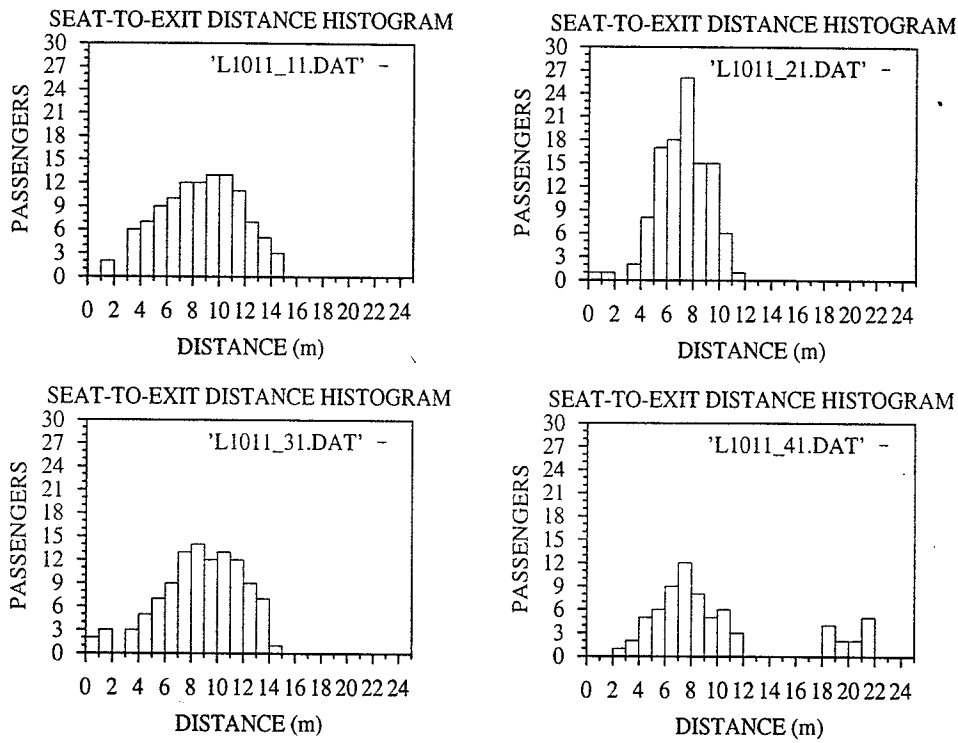 SEAT-TO-EXIT DISTANCE HISTOGRAM
'L1011_11.DAT' -
PASSENGERS
30
27
24
21
18
15
12
9
6
3
0
0 2 4 6 8 10 12 14 16 18 20 22 24
DISTANCE (m)
SEAT-TO-EXIT DISTANCE HISTOGRAM
'L1011_21.DAT' -
PASSENGERS
30
27
24
21
18
15
12
9
6
3
0
0 2 4 6 8 10 12 14 16 18 20 22 24
DISTANCE (m)
SEAT-TO-EXIT DISTANCE HISTOGRAM
'L1011_31.DAT' -
PASSENGERS
30
27
24
21
18
15
12
9
6
3
0
0 2 4 6 8 10 12 14 16 18 20 22 24
DISTANCE (m)
SEAT-TO-EXIT DISTANCE HISTOGRAM
'L1011_41.DAT' -
PASSENGERS
30
27
24
21
18
15
12
9
6
3
0
0 2 4 6 8 10 12 14 16 18 20 22 24
DISTANCE (m)